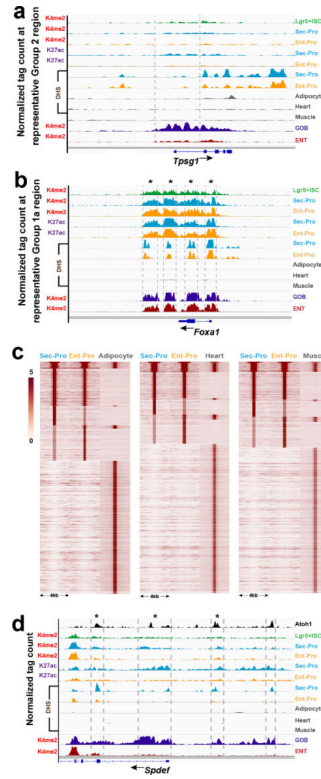 a
Normalized tag count at
representative Group 2 region
K4me2 Lgr5+ISC
K4me2 Sec-Pro
K4me2 Ent-Pro
K27ac Sec-Pro
K27ac Ent-Pro
DHS
Sec-Pro
Ent-Pro
Adipocyt
Heart
Muscle
K4me2 GOB
K4me2 ENT
Tpsg1
b
Normalized tag count at
representative Group 1a region
* * * *
K4me2 Lgr5+ISC
K4me2 Sec-Pro
K4me2 Ent-Pro
K27ac Sec-Pro
K27ac Ent-Pro
DHS
Sec-Pro
Ent-Pro
Adipocyte
Heart
Muscle
K4me2 GOB
K4me2 ENT
Foxa1
c
Sec-Pro Ent-Pro Adipocyte Sec-Pro Ent-Pro Heart Sec-Pro Ent-Pro Musc
5
0
4kb 4kb 4kb
d
Normalized tag count
* * *
Atoh1
K4me2 Lgr5+ISC
K4me2 Sec-Pro
K4me2 Ent-Pro
K27ac Sec-Pro
K27ac Ent-Pro
DHS
Sec-Pro
Ent-Pro
Adipocyt
Heart
Muscle
K4me2 GOB
K4me2 ENT
Spdef